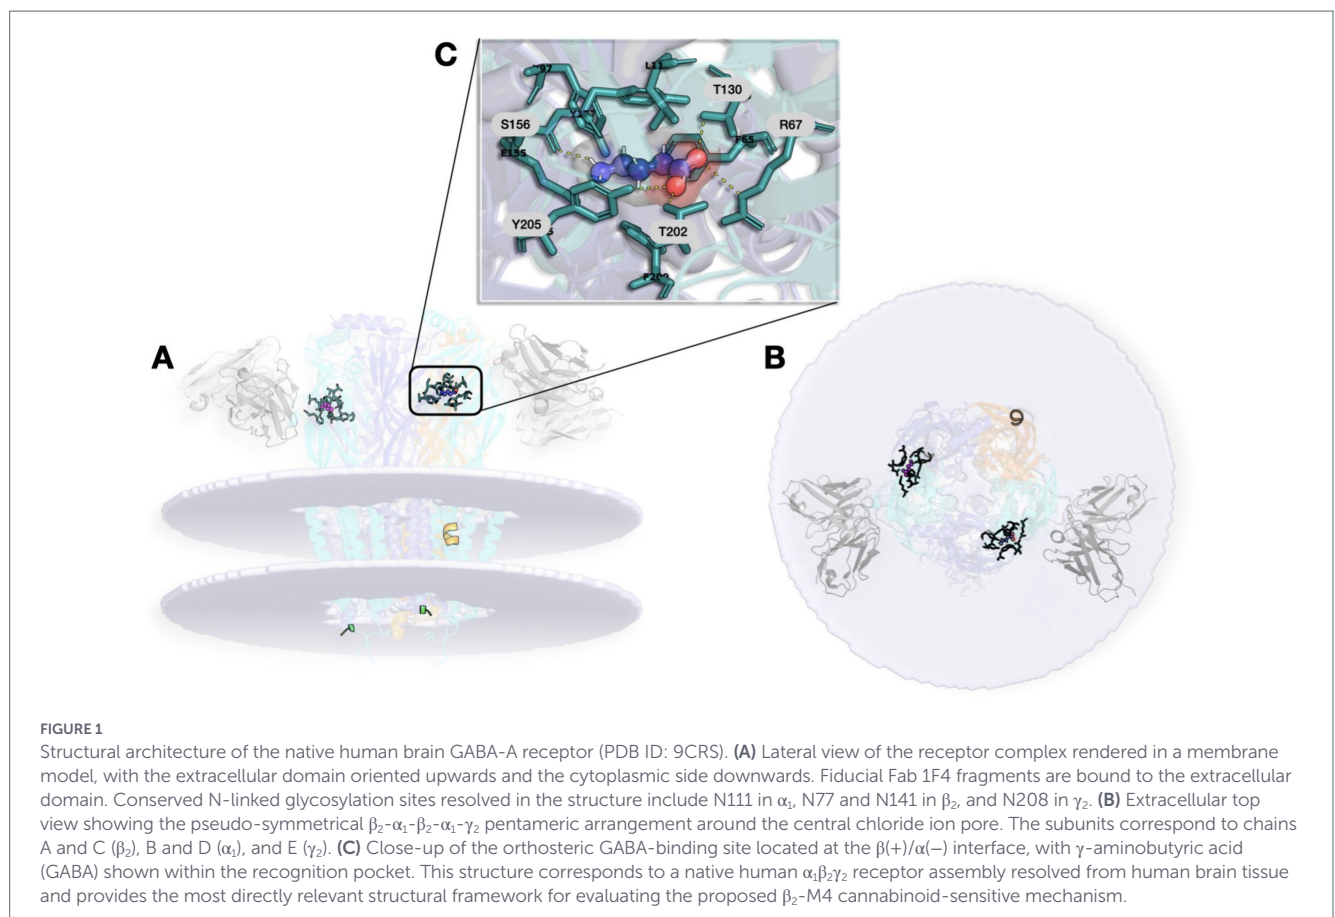 C
T130
S156
R67
E155
F65
Y205
T202
A
B
FIGURE 1
Structural architecture of the native human brain GABA-A receptor (PDB ID: 9CRS). (A) Lateral view of the receptor complex rendered in a membrane
model, with the extracellular domain oriented upwards and the cytoplasmic side downwards. Fiducial Fab 1F4 fragments are bound to the extracellular
domain. Conserved N-linked glycosylation sites resolved in the structure include N111 in α₁, N77 and N141 in β₂, and N208 in γ₂. (B) Extracellular top
view showing the pseudo-symmetrical β₂-α₁-β₂-α₁-γ₂ pentameric arrangement around the central chloride ion pore. The subunits correspond to chains
A and C (β₂), B and D (α₁), and E (γ₂). (C) Close-up of the orthosteric GABA-binding site located at the β(+)/α(−) interface, with γ-aminobutyric acid
(GABA) shown within the recognition pocket. This structure corresponds to a native human α₁β₂γ₂ receptor assembly resolved from human brain tissue
and provides the most directly relevant structural framework for evaluating the proposed β₂-M4 cannabinoid-sensitive mechanism.